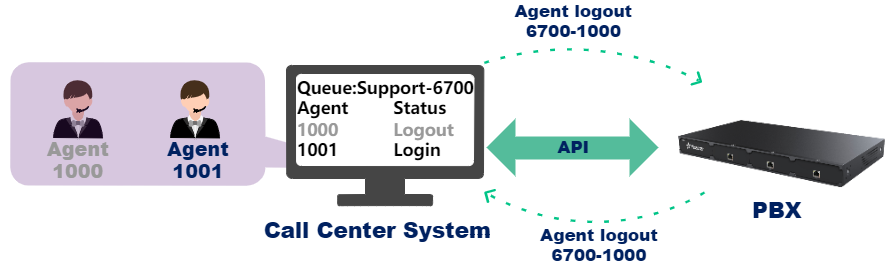 Agent logout
6700-1000
Queue:Support-6700
Agent Status
1000 Logout
1001 Login
Agent
1000
Agent
1001
API
Call Center System
PBX
Agent logout
6700-1000